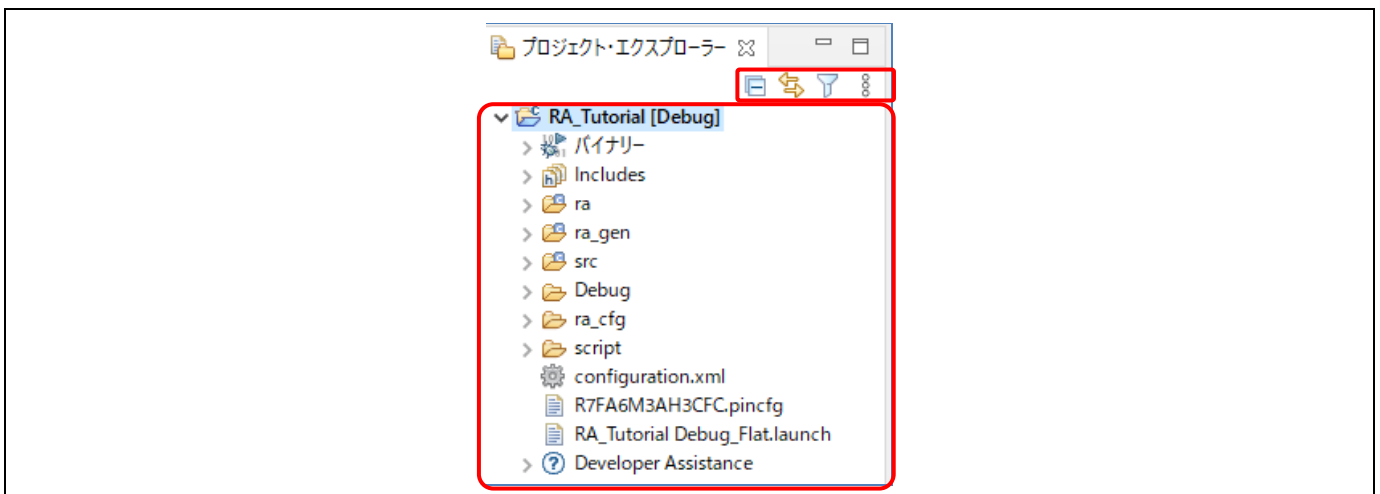 プロジェクト・エクスプローラー
RA_Tutorial [Debug]
バイナリー
Includes
ra
ra_gen
src
Debug
ra_cfg
script
configuration.xml
R7FA6M3AH3CFC.pincfg
RA_Tutorial Debug_Flat.launch
Developer Assistance